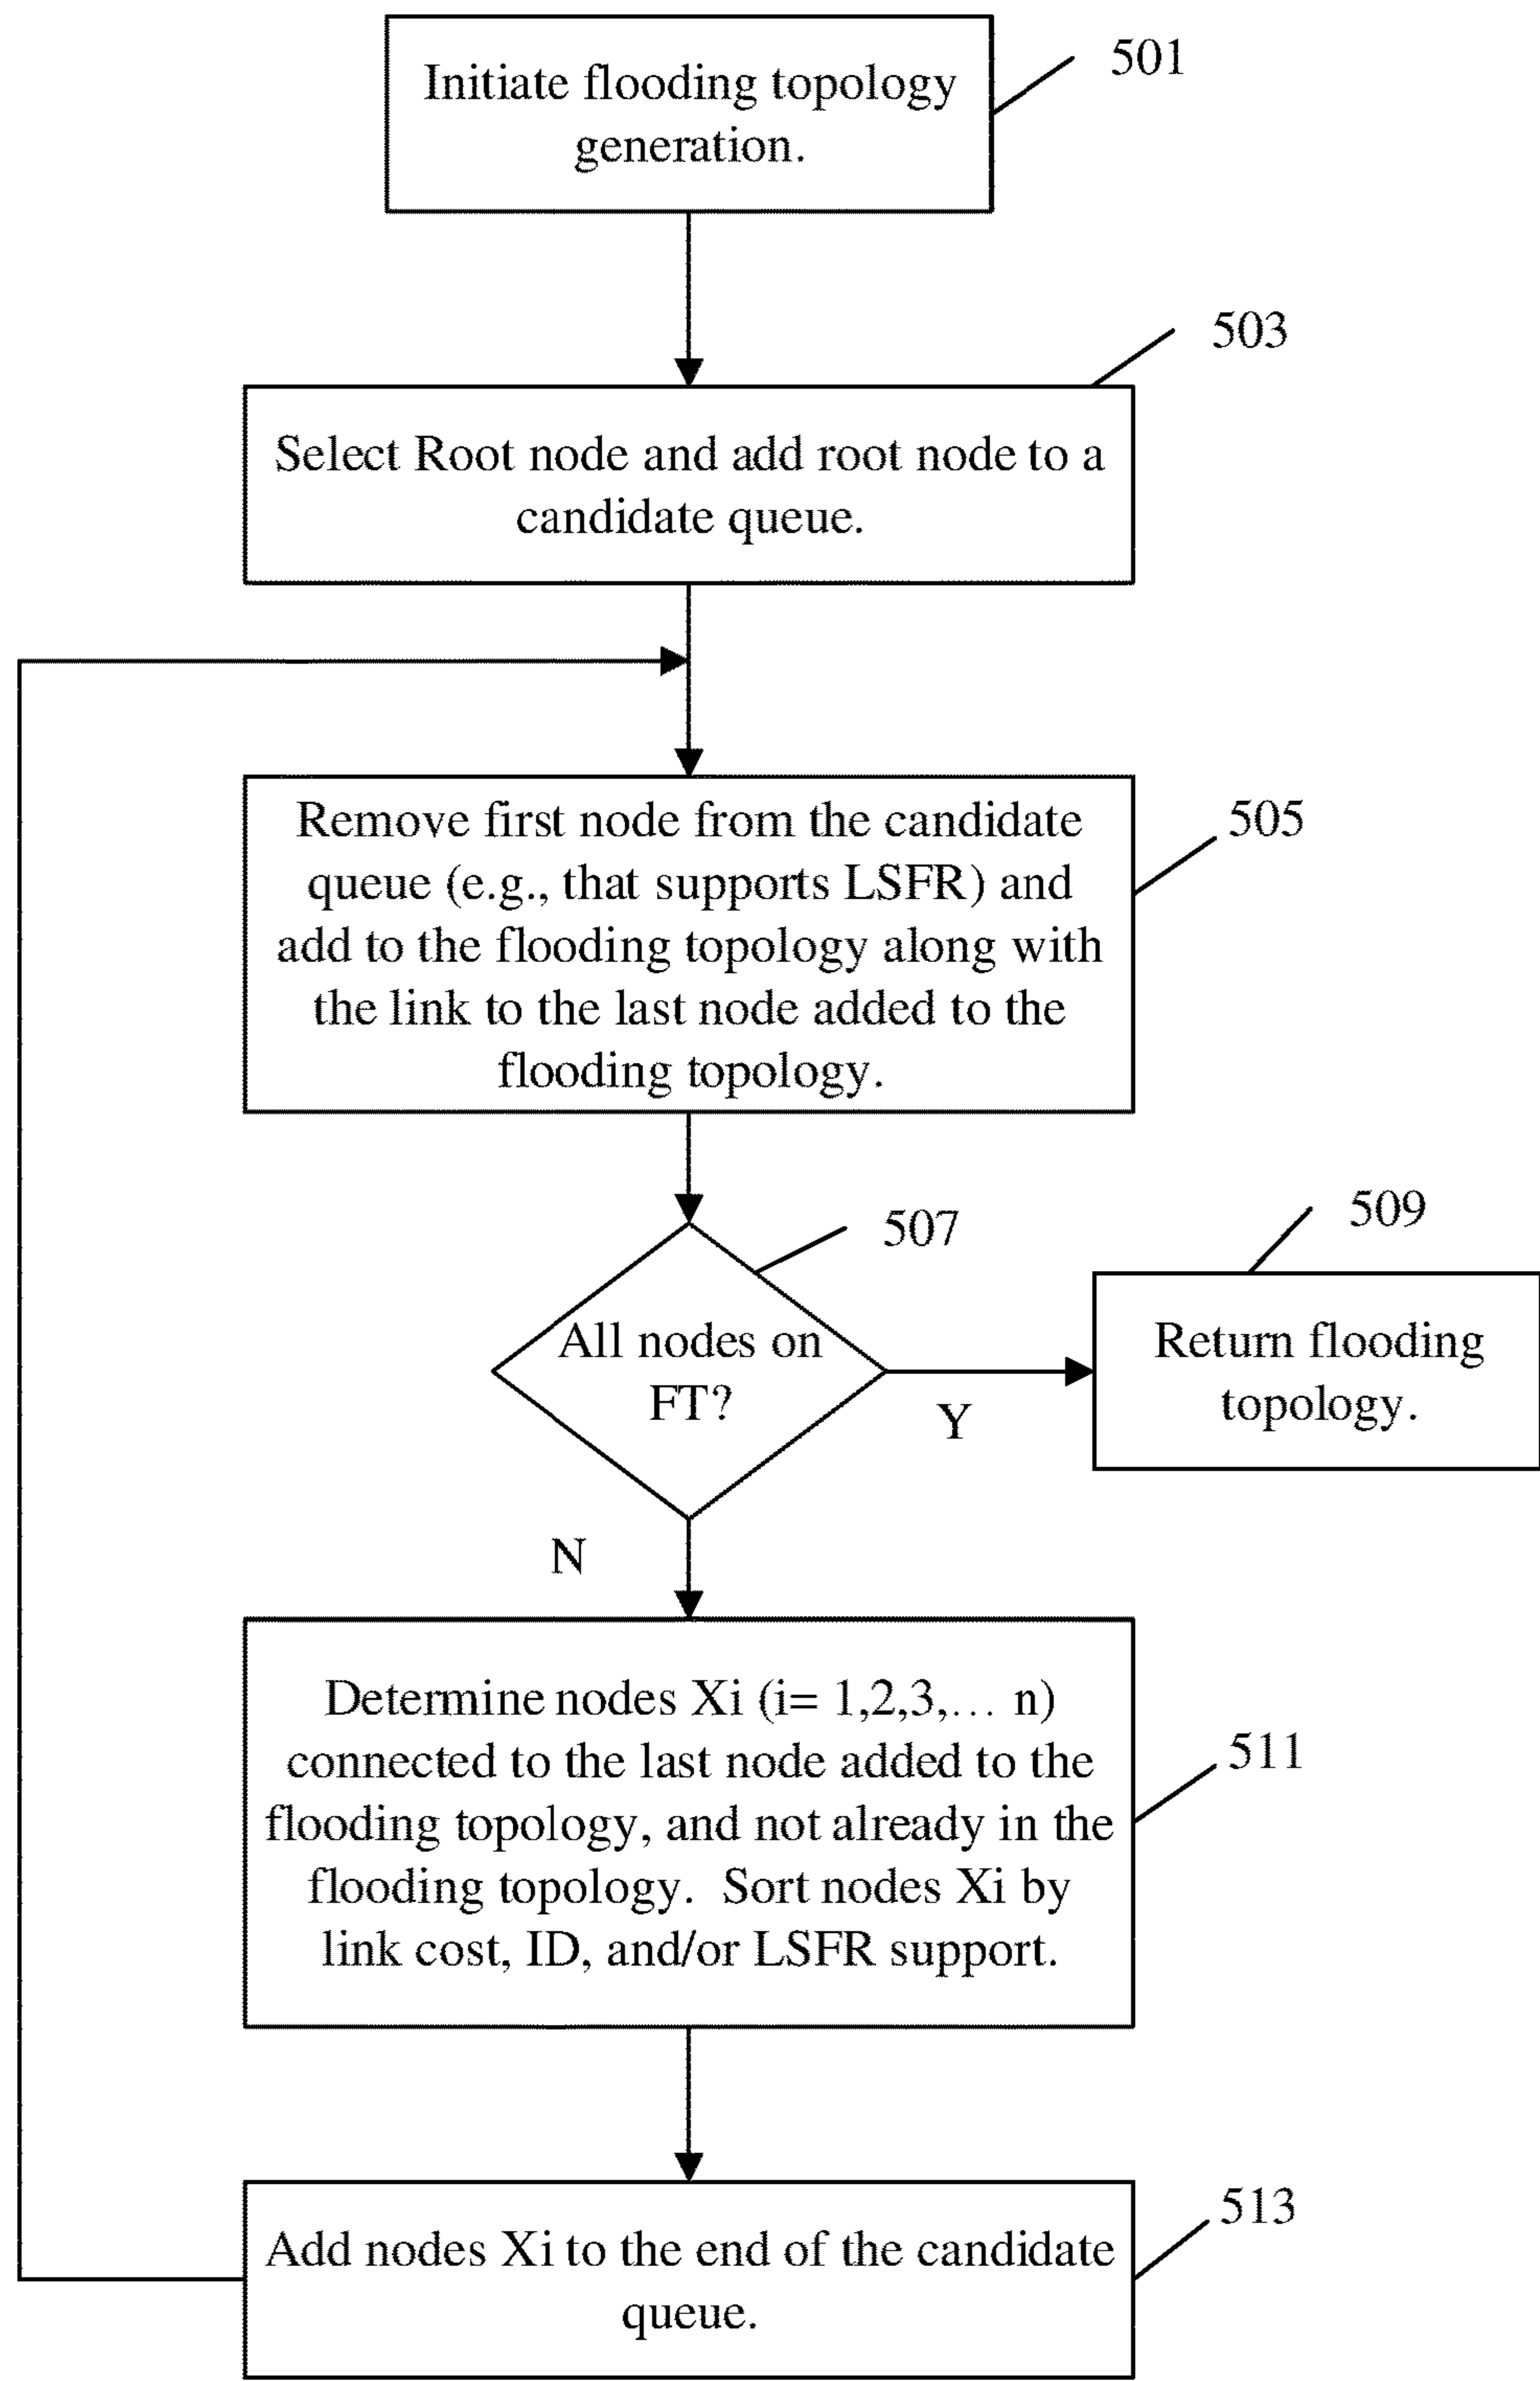 Initiate flooding topology
generation.
501
503
Select Root node and add root node to a
candidate queue.
Remove first node from the candidate
queue (e.g., that supports LSFR) and
add to the flooding topology along with
the link to the last node added to the
flooding topology.
505
507
All nodes on
FT?
Y
509
Return flooding
topology.
N
Determine nodes Xi (i= 1,2,3,… n)
connected to the last node added to the
flooding topology, and not already in the
flooding topology.  Sort nodes Xi by
link cost, ID, and/or LSFR support.
511
Add nodes Xi to the end of the candidate
queue.
513